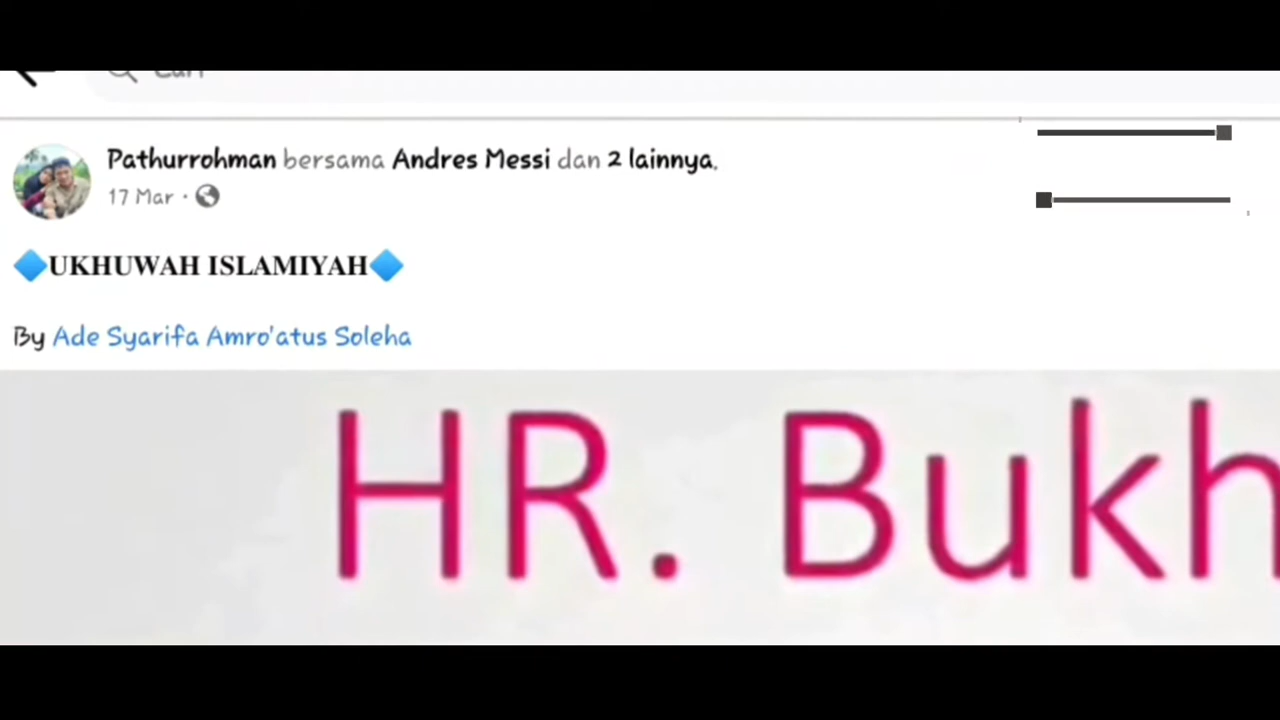 Cari
Pathurrohman bersama Andres Messi dan 2 lainnya.
17 Mar ·
🔷UKHUWAH ISLAMIYAH🔷
By Ade Syarifa Amro'atus Soleha
HR. Bukh